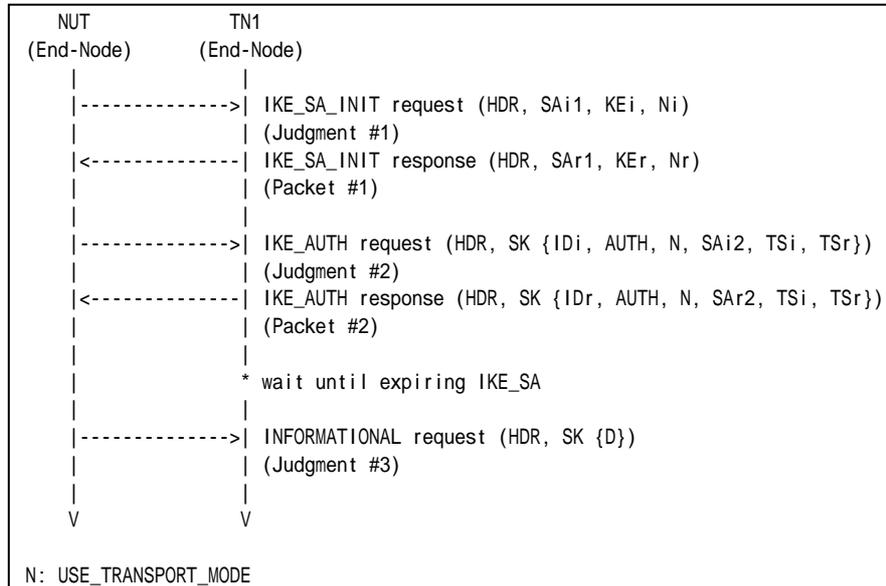 NUT TN1
(End-Node) (End-Node)
| |
|-------------->| IKE_SA_INIT request (HDR, SAi1, KEi, Ni)
| | (Judgment #1)
|<--------------| IKE_SA_INIT response (HDR, SAr1, KEr, Nr)
| | (Packet #1)
| |
|-------------->| IKE_AUTH request (HDR, SK {IDi, AUTH, N, SAi2, TSi, TSr})
| | (Judgment #2)
|<--------------| IKE_AUTH response (HDR, SK {IDr, AUTH, N, SAr2, TSi, TSr})
| | (Packet #2)
| |
| * wait until expiring IKE_SA
| |
|-------------->| INFORMATIONAL request (HDR, SK {D})
| | (Judgment #3)
| |
V V
N: USE_TRANSPORT_MODE